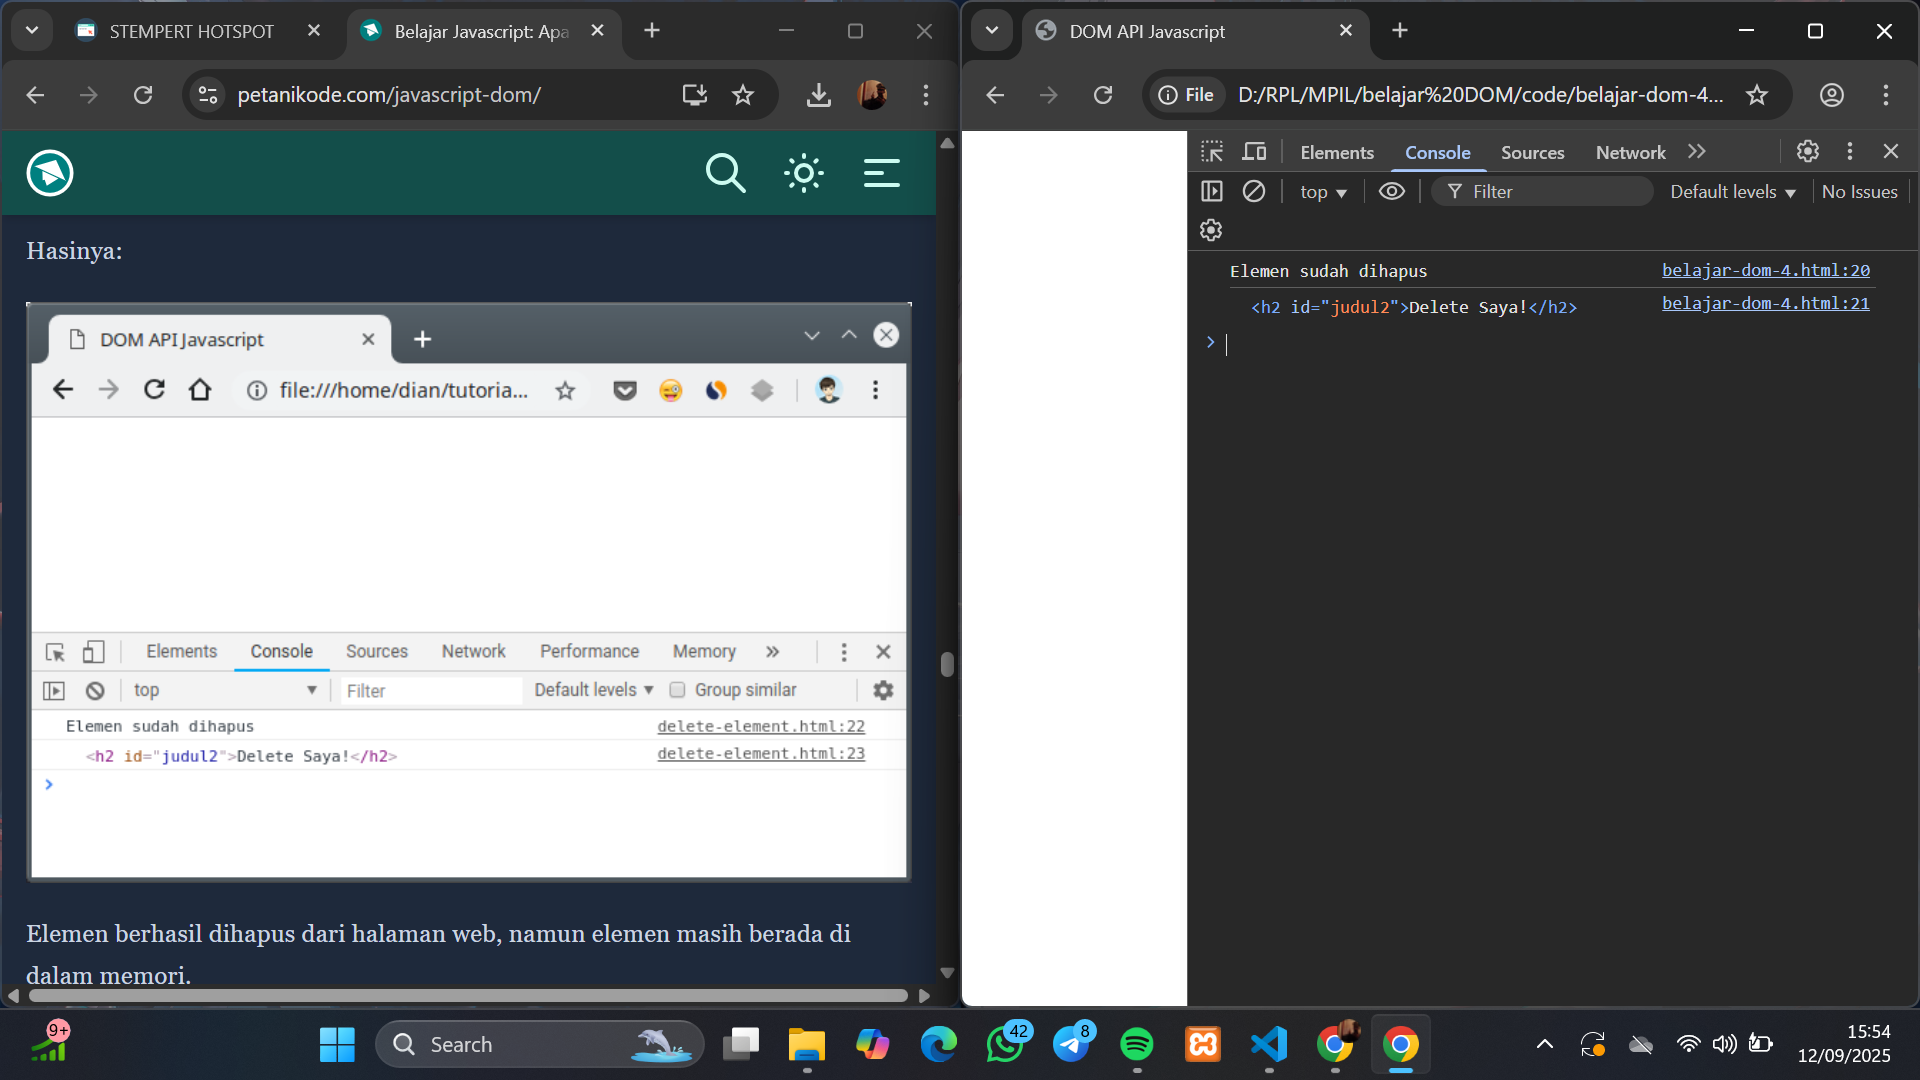 STEMPERT HOTSPOT
Belajar Javascript: Apa
petanikode.com/javascript-dom/
Hasinya:
DOM API Javascript
file:///home/dian/tutoria...
Elements Console Sources Network Performance Memory
top Filter Default levels Group similar
Elemen sudah dihapus delete-element.html:22
<h2 id="judul2">Delete Saya!</h2> delete-element.html:23
Elemen berhasil dihapus dari halaman web, namun elemen masih berada di
dalam memori.
DOM API Javascript
File D:/RPL/MPIL/belajar%20DOM/code/belajar-dom-4...
Elements Console Sources Network
top Filter Default levels No Issues
Elemen sudah dihapus belajar-dom-4.html:20
<h2 id="judul2">Delete Saya!</h2> belajar-dom-4.html:21
9+
Search
42
8
15:54
12/09/2025